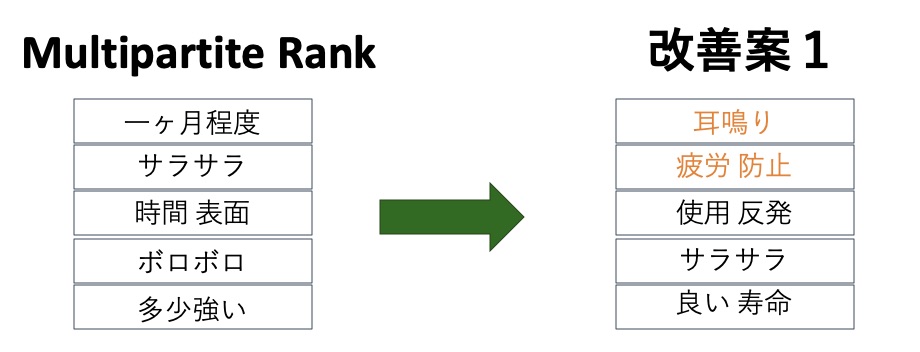 Multipartite Rank
一ヶ月程度
サラサラ
時間 表面
ボロボロ
多少強い
改善案 1
耳鳴り
疲労 防止
使用 反発
サラサラ
良い 寿命